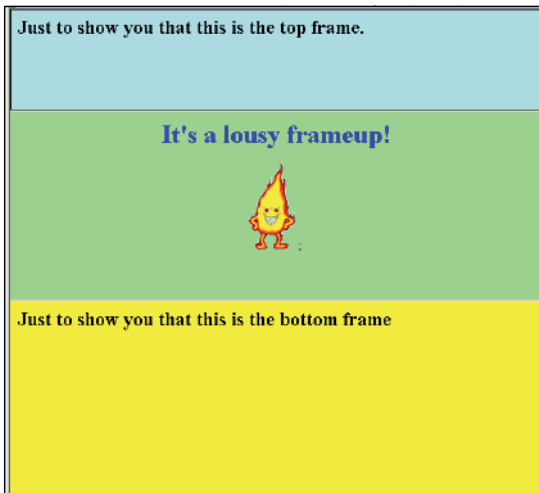 Just to show you that this is the top frame.
It's a lousy frameup!
Just to show you that this is the bottom frame